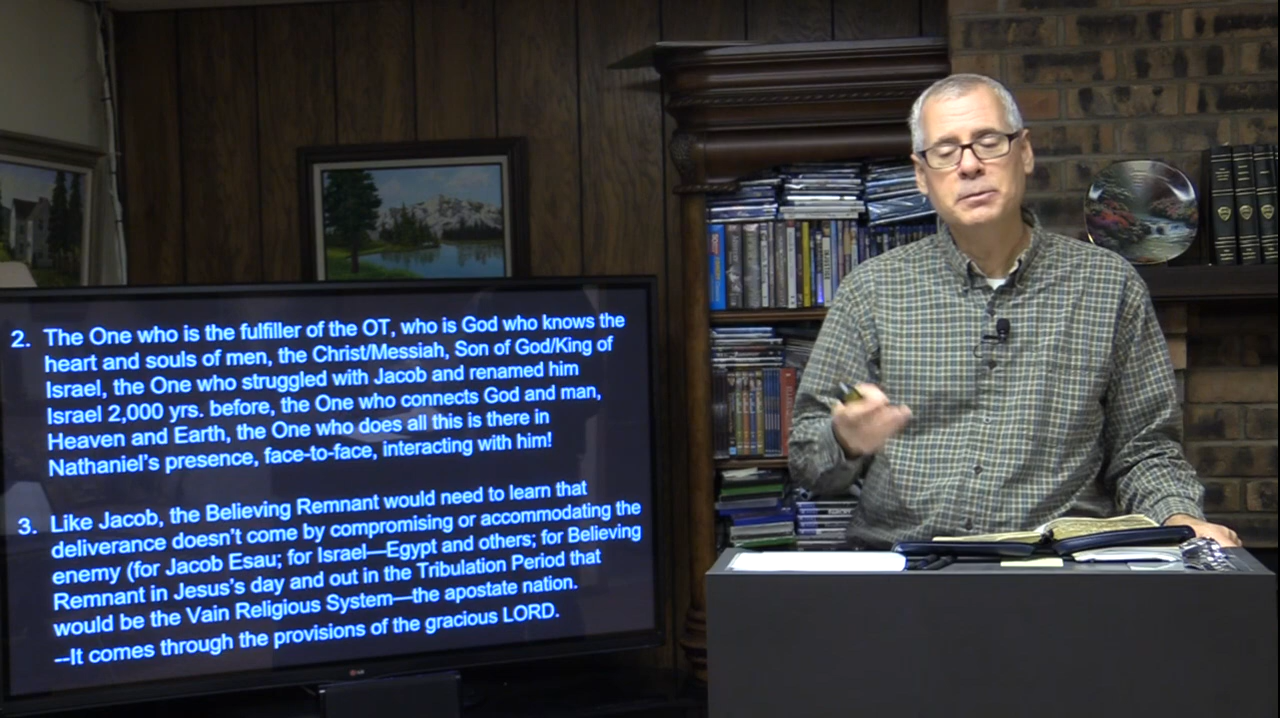 2. The One who is the fulfiller of the OT, who is God who knows the
heart and souls of men, the Christ/Messiah, Son of God/King of
Israel, the One who struggled with Jacob and renamed him
Israel 2,000 yrs. before, the One who connects God and man,
Heaven and Earth, the One who does all this is there in
Nathaniel's presence, face-to-face, interacting with him!
3. Like Jacob, the Believing Remnant would need to learn that
deliverance doesn't come by compromising or accommodating the
enemy (for Jacob Esau; for Israel—Egypt and others; for Believing
Remnant in Jesus's day and out in the Tribulation Period that
would be the Vain Religious System—the apostate nation.
--It comes through the provisions of the gracious LORD.
LG